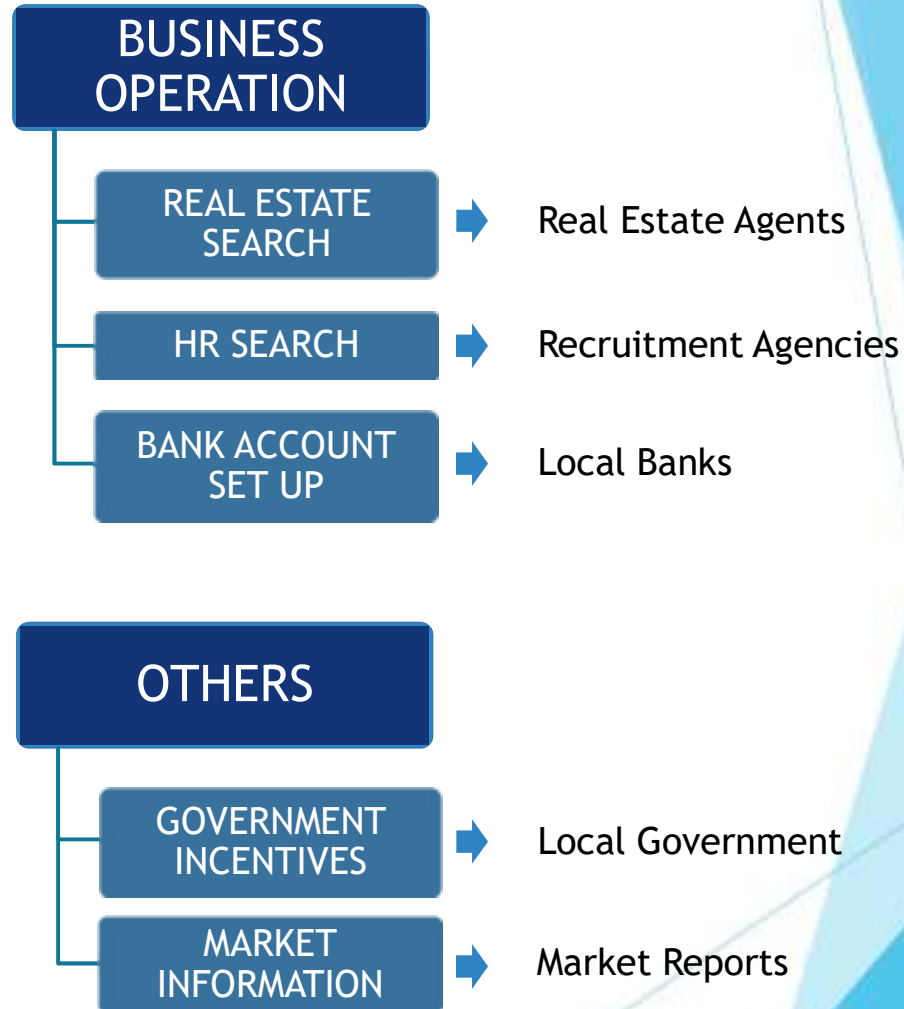 BUSINESS
OPERATION
REAL ESTATE
SEARCH
Real Estate Agents
HR SEARCH
Recruitment Agencies
BANK ACCOUNT
SET UP
Local Banks
OTHERS
GOVERNMENT
INCENTIVES
Local Government
MARKET
INFORMATION
Market Reports